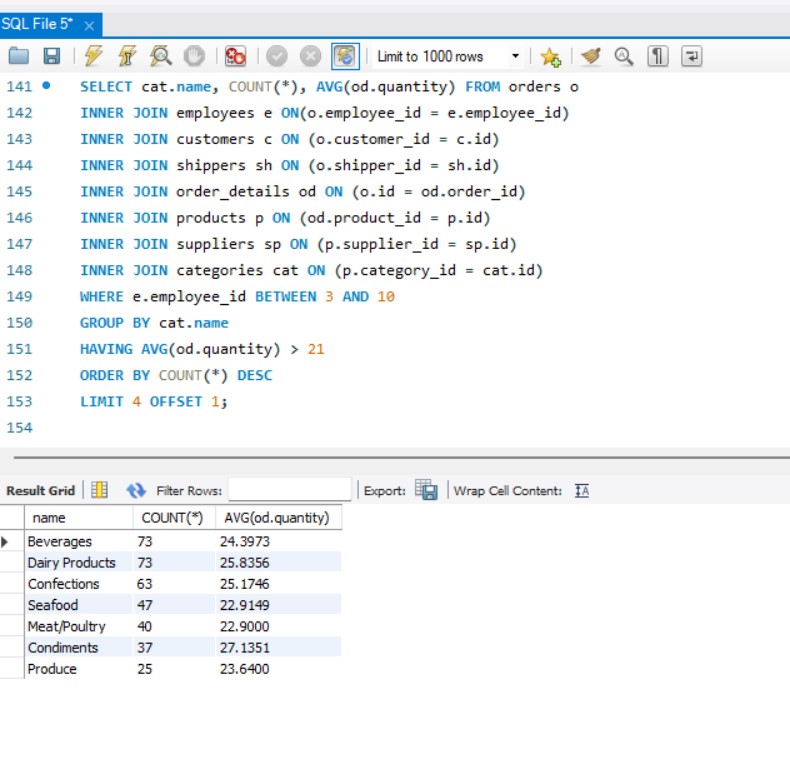 SQL File 5*
Limit to 1000 rows
141 SELECT cat.name, COUNT(*), AVG(od.quantity) FROM orders o
142 INNER JOIN employees e ON(o.employee_id = e.employee_id)
143 INNER JOIN customers c ON (o.customer_id = c.id)
144 INNER JOIN shippers sh ON (o.shipper_id = sh.id)
145 INNER JOIN order_details od ON (o.id = od.order_id)
146 INNER JOIN products p ON (od.product_id = p.id)
147 INNER JOIN suppliers sp ON (p.supplier_id = sp.id)
148 INNER JOIN categories cat ON (p.category_id = cat.id)
149 WHERE e.employee_id BETWEEN 3 AND 10
150 GROUP BY cat.name
151 HAVING AVG(od.quantity) > 21
152 ORDER BY COUNT(*) DESC
153 LIMIT 4 OFFSET 1;
154
Result Grid Filter Rows: Export: Wrap Cell Content: IA
name COUNT(*) AVG(od.quantity)
Beverages 73 24.3973
Dairy Products 73 25.8356
Confections 63 25.1746
Seafood 47 22.9149
Meat/Poultry 40 22.9000
Condiments 37 27.1351
Produce 25 23.6400